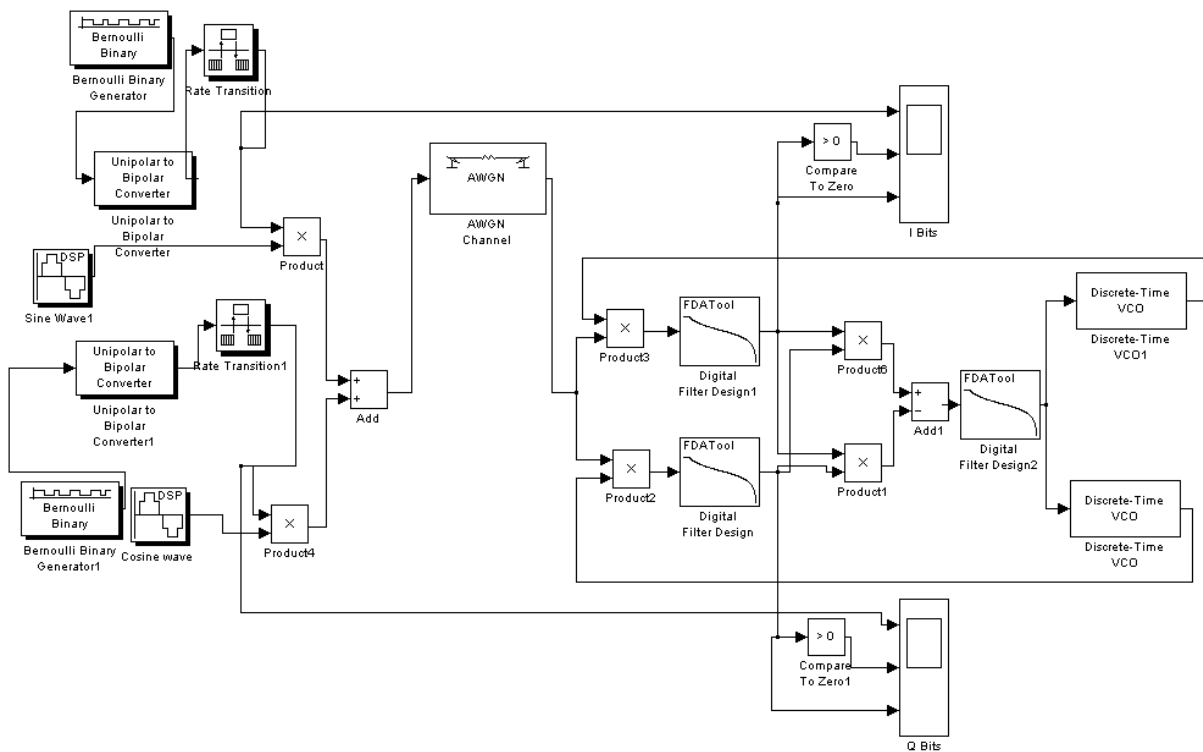 Bernoulli
Binary
Bernoulli Binary
Generator
Rate Transition
Unipolar to
Bipolar
Converter
Unipolar to
Bipolar
Converter
DSP
Sine Wave1
×
Product
Rate Transition1
Unipolar to
Bipolar
Converter
Unipolar to
Bipolar
Converter1
Bernoulli
Binary
Bernoulli Binary
Generator1
DSP
Cosine wave
×
Product4
+
+
Add
AWGN
AWGN
Channel
> 0
Compare
To Zero
I Bits
×
Product3
FDATool
Digital
Filter Design1
×
Product2
FDATool
Digital
Filter Design
×
Product6
×
Product1
+
−
Add1
FDATool
Digital
Filter Design2
Discrete-Time
VCO
Discrete-Time
VCO1
Discrete-Time
VCO
Discrete-Time
VCO
> 0
Compare
To Zero1
Q Bits